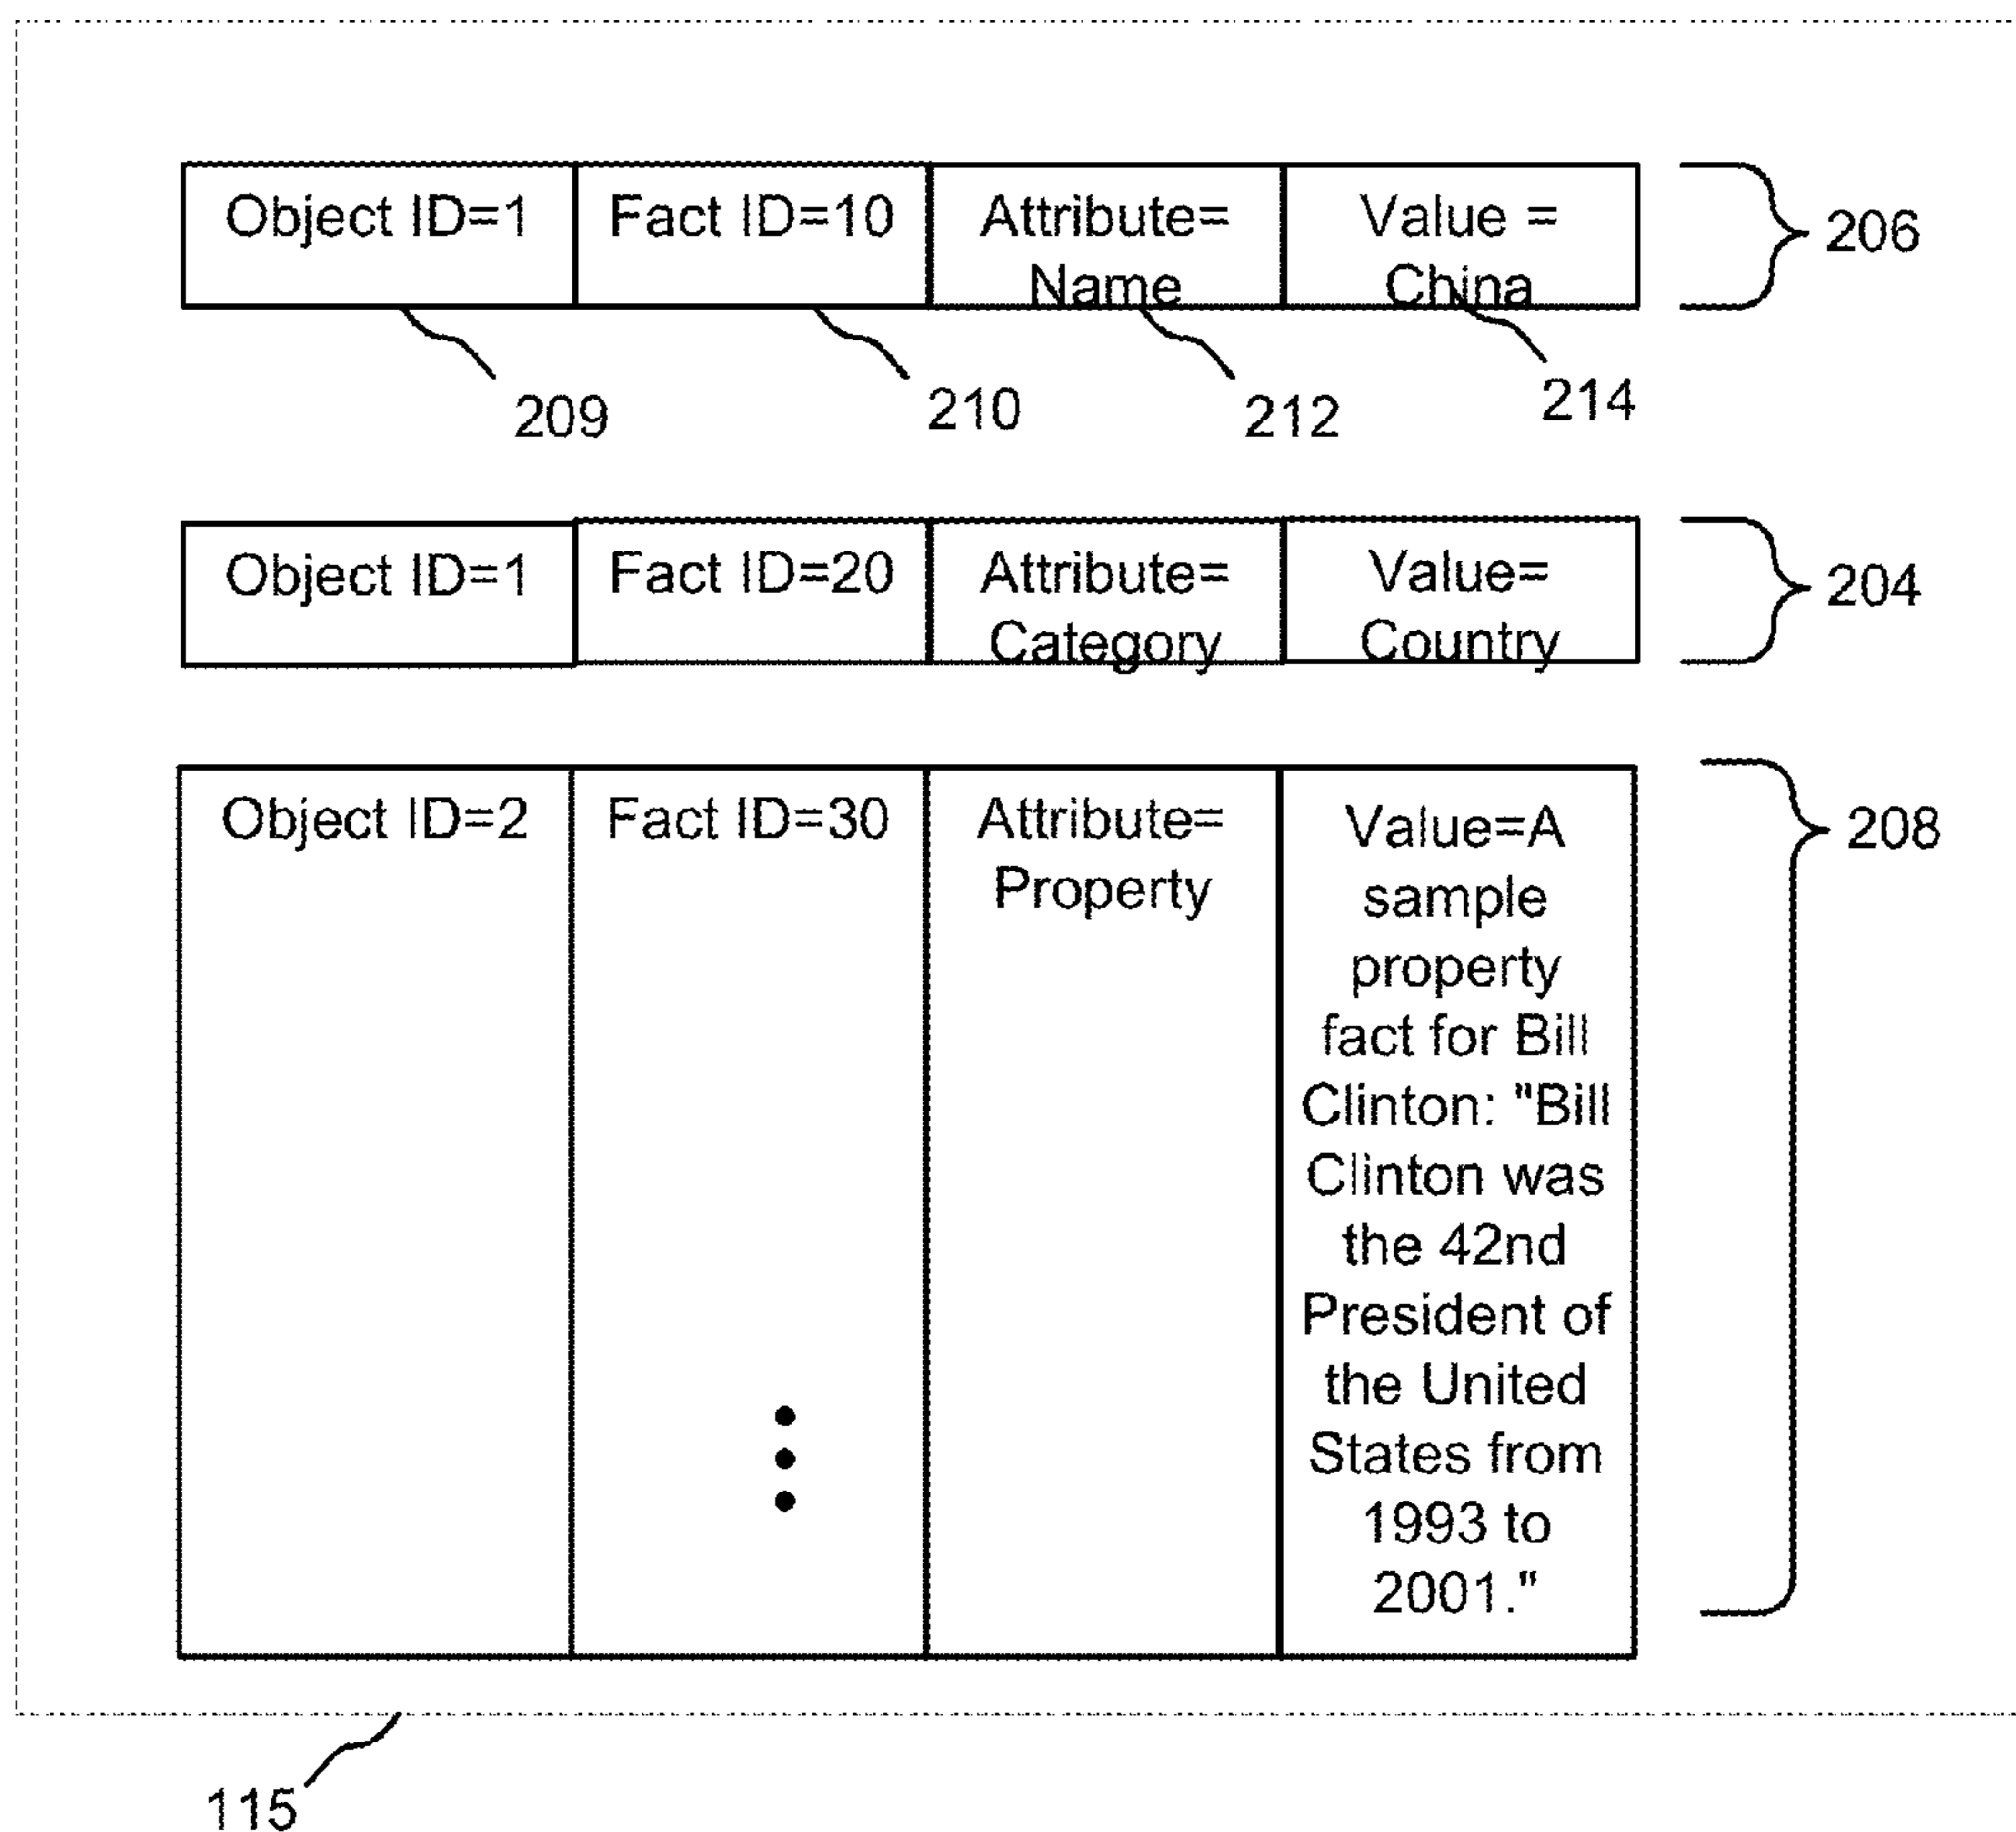 Object ID=1
Fact ID=10
Attribute=
Name
Value =
China
206
209
210
212
214
Object ID=1
Fact ID=20
Attribute=
Category
Value=
Country
204
Object ID=2
Fact ID=30
Attribute=
Property
Value=A
sample
property
fact for Bill
Clinton: "Bill
Clinton was
the 42nd
President of
the United
States from
1993 to
2001."
208
115